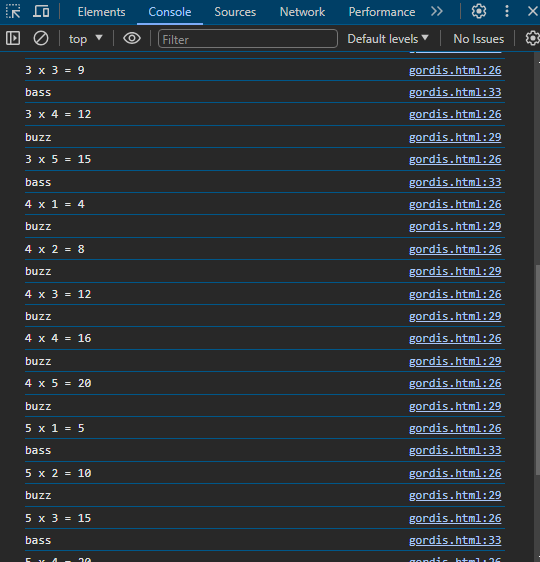 Elements Console Sources Network Performance
top Filter Default levels No Issues
3 x 3 = 9 gordis.html:26
bass gordis.html:33
3 x 4 = 12 gordis.html:26
buzz gordis.html:29
3 x 5 = 15 gordis.html:26
bass gordis.html:33
4 x 1 = 4 gordis.html:26
buzz gordis.html:29
4 x 2 = 8 gordis.html:26
buzz gordis.html:29
4 x 3 = 12 gordis.html:26
buzz gordis.html:29
4 x 4 = 16 gordis.html:26
buzz gordis.html:29
4 x 5 = 20 gordis.html:26
buzz gordis.html:29
5 x 1 = 5 gordis.html:26
bass gordis.html:33
5 x 2 = 10 gordis.html:26
buzz gordis.html:29
5 x 3 = 15 gordis.html:26
bass gordis.html:33
5 x 4 = 20 gordis.html:26